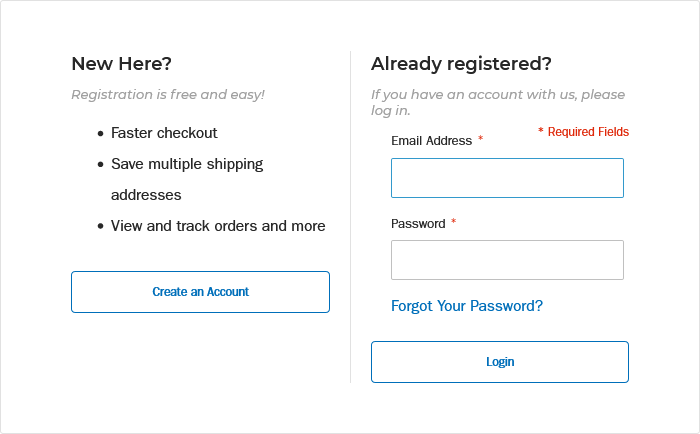 New Here?
Registration is free and easy!
• Faster checkout
• Save multiple shipping
addresses
• View and track orders and more
Create an Account
Already registered?
If you have an account with us, please
log in.
* Required Fields
Email Address *
Password *
Forgot Your Password?
Login